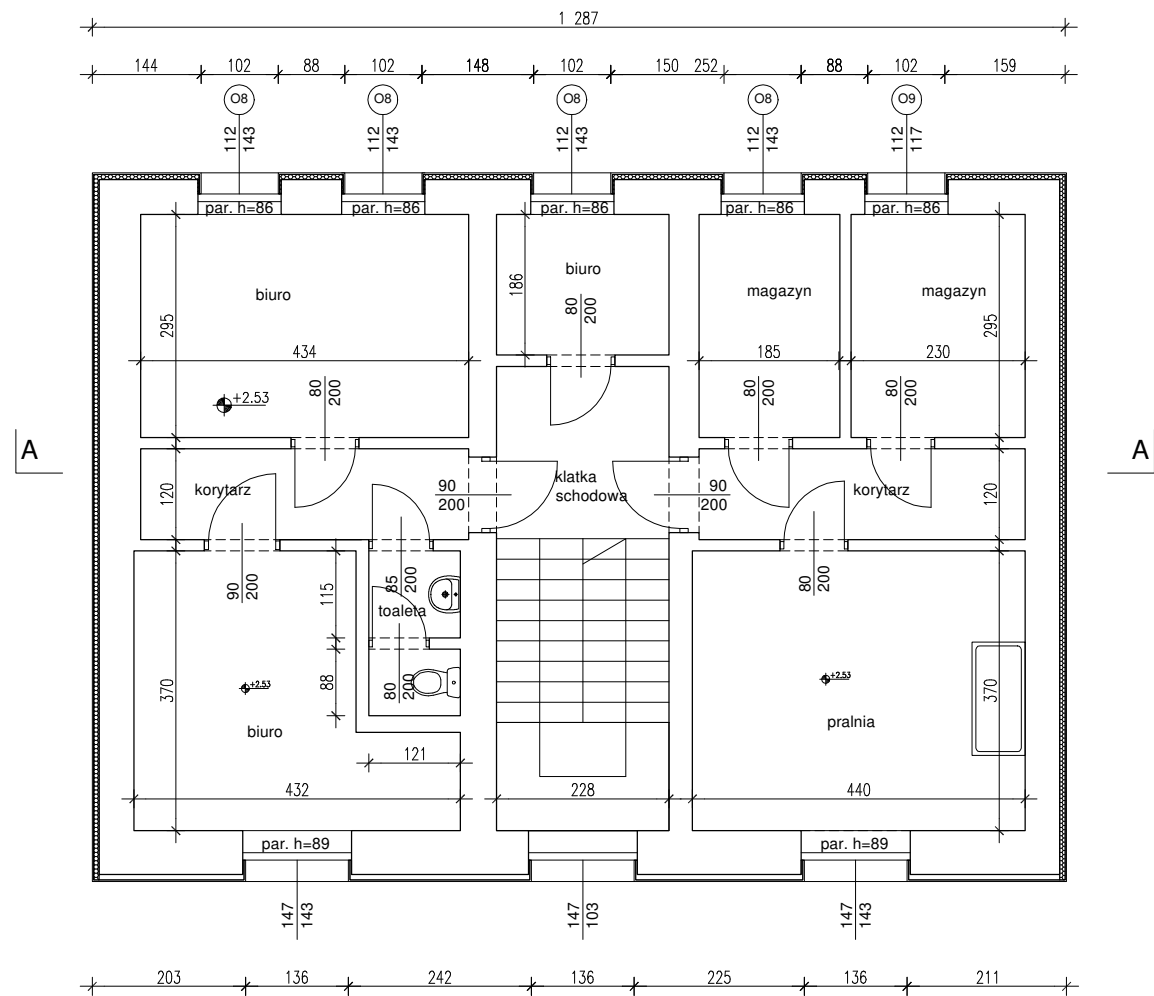 1 287
144 102 88 102 148 102 150 252 88 102 159
O8 O8 O8 O8 O9
112 143 112 143 112 143 112 143 112 117
par. h=86 par. h=86 par. h=86 par. h=86 par. h=86
biuro
biuro
magazyn
magazyn
186
80 200
295
295
434
185
230
+2.53
80 200
80 200
80 200
A
A
korytarz
klatka
schodowa
korytarz
120
90 200
90 200
120
90 200
85 200
80 200
115
toaleta
88
80 200
+2.53
+2.53
370
370
biuro
pralnia
121
432
228
440
par. h=89
par. h=89
147 143
147 103
147 143
203 136 242 136 225 136 211